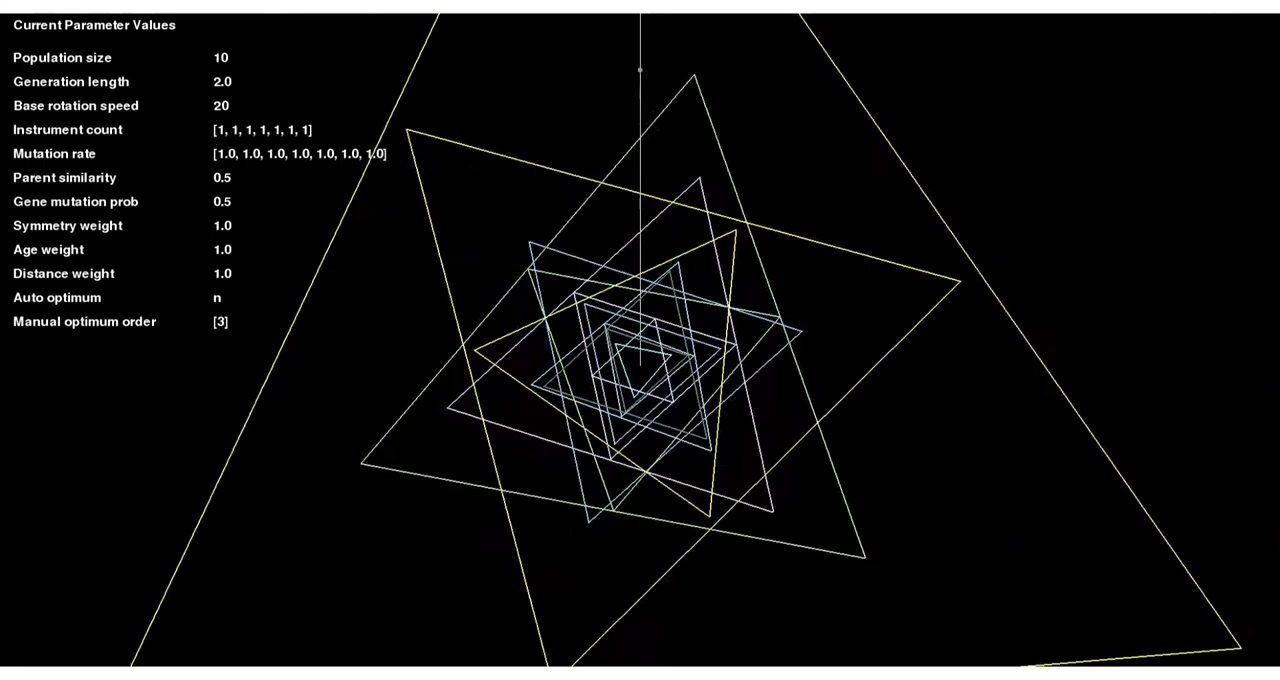 Current Parameter Values
Population size 10
Generation length 2.0
Base rotation speed 20
Instrument count [1, 1, 1, 1, 1, 1, 1]
Mutation rate [1.0, 1.0, 1.0, 1.0, 1.0, 1.0, 1.0]
Parent similarity 0.5
Gene mutation prob 0.5
Symmetry weight 1.0
Age weight 1.0
Distance weight 1.0
Auto optimum n
Manual optimum order [3]